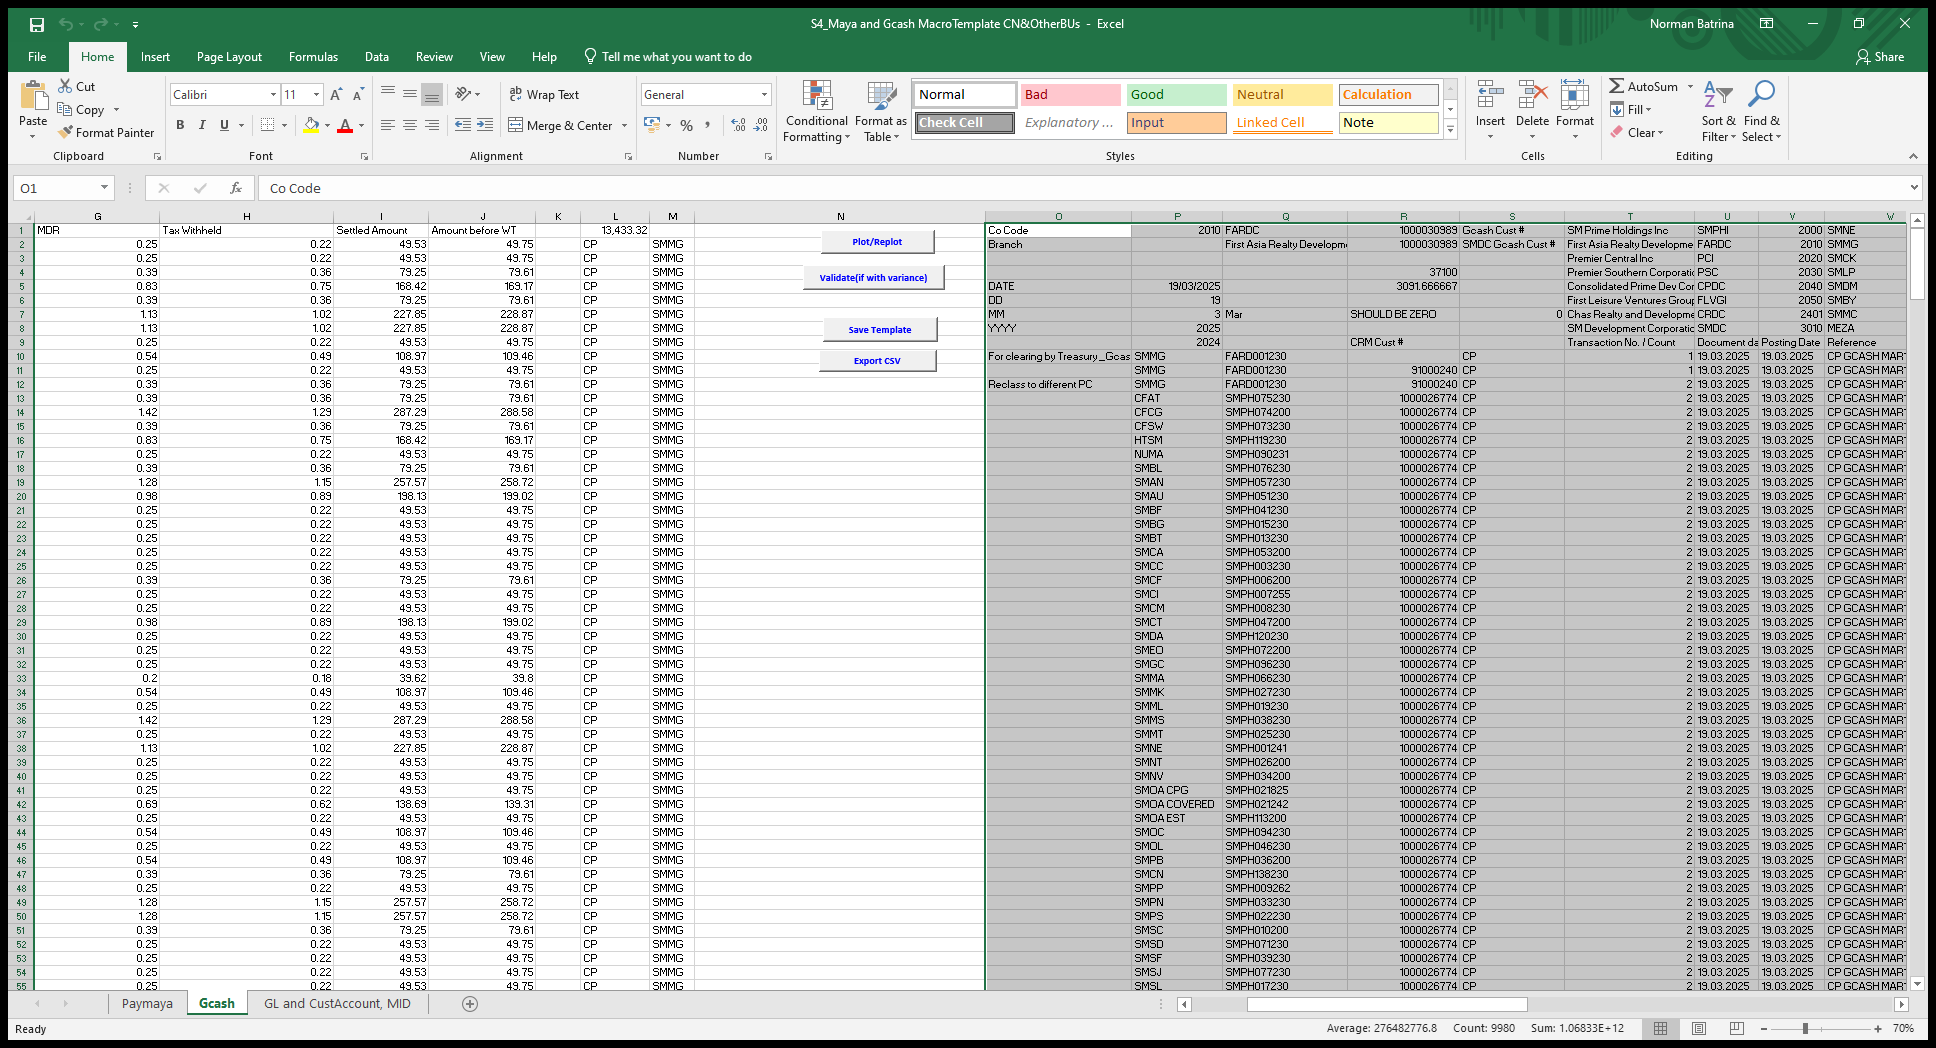 S4_Maya and Gcash MacroTemplate CN&OtherBUs - Excel
Norman Batrina
File Home Insert Page Layout Formulas Data Review View Help Tell me what you want to do Share
Paste Cut Copy Format Painter Clipboard
Calibri 11 B I U Font
Wrap Text Merge & Center Alignment
General % , Number
Conditional Formatting Format as Table
Normal Bad Good Neutral Calculation
Check Cell Explanatory ... Input Linked Cell Note
Styles
Insert Delete Format Cells
AutoSum Fill Clear Sort & Filter Find & Select Editing
O1 fx Co Code
G H I J K L M N O P Q R S T U V W
1 MDR Tax Withheld Settled Amount Amount before WT 13,433.32 Co Code 2010 FARDC 1000030989 Gcash Cust # SM Prime Holdings Inc SMPHI 2000 SMNE
2 0.25 0.22 49.53 49.75 CP SMMG Plot/Replot Branch First Asia Realty Developme 1000030989 SMDC Gcash Cust # First Asia Realty Developme FARDC 2010 SMMG
3 0.25 0.22 49.53 49.75 CP SMMG Premier Central Inc PCI 2020 SMCK
4 0.39 0.36 79.25 79.61 CP SMMG Validate(if with variance) 37100 Premier Southern Corporatic PSC 2030 SMLP
5 0.83 0.75 168.42 169.17 CP SMMG DATE 19/03/2025 3091.666667 Consolidated Prime Dev Cor CPDC 2040 SMDM
6 0.39 0.36 79.25 79.61 CP SMMG DD 19 First Leisure Ventures Group FLVGI 2050 SMBY
7 1.13 1.02 227.85 228.87 CP SMMG MM 3 Mar SHOULD BE ZERO 0 Chas Realty and Developme CRDC 2401 SMMC
8 1.13 1.02 227.85 228.87 CP SMMG Save Template YYYY 2025 SM Development Corporatic SMDC 3010 MEZA
9 0.25 0.22 49.53 49.75 CP SMMG 2024 CRM Cust # Transaction No. / Count Document da Posting Date Reference
10 0.54 0.49 108.97 109.46 CP SMMG Export CSV For clearing by Treasury_Gcas SMMG FARD001230 CP 1 19.03.2025 19.03.2025 CP GCASH MAR
11 0.25 0.22 49.53 49.75 CP SMMG SMMG FARD001230 91000240 CP 1 19.03.2025 19.03.2025 CP GCASH MAR
12 0.39 0.36 79.25 79.61 CP SMMG Reclass to different PC SMMG FARD001230 91000240 CP 2 19.03.2025 19.03.2025 CP GCASH MAR
13 0.39 0.36 79.25 79.61 CP SMMG CFAT SMPH075230 1000026774 CP 2 19.03.2025 19.03.2025 CP GCASH MAR
14 1.42 1.29 287.29 288.58 CP SMMG CFCG SMPH074200 1000026774 CP 2 19.03.2025 19.03.2025 CP GCASH MAR
15 0.39 0.36 79.25 79.61 CP SMMG CFSW SMPH073230 1000026774 CP 2 19.03.2025 19.03.2025 CP GCASH MAR
16 0.83 0.75 168.42 169.17 CP SMMG HTSM SMPH119230 1000026774 CP 2 19.03.2025 19.03.2025 CP GCASH MAR
17 0.25 0.22 49.53 49.75 CP SMMG NUMA SMPH090231 1000026774 CP 2 19.03.2025 19.03.2025 CP GCASH MAR
18 0.39 0.36 79.25 79.61 CP SMMG SMBL SMPH076230 1000026774 CP 2 19.03.2025 19.03.2025 CP GCASH MAR
19 1.28 1.15 257.57 258.72 CP SMMG SMAN SMPH057230 1000026774 CP 2 19.03.2025 19.03.2025 CP GCASH MAR
20 0.98 0.89 198.13 199.02 CP SMMG SMAU SMPH051230 1000026774 CP 2 19.03.2025 19.03.2025 CP GCASH MAR
21 0.25 0.22 49.53 49.75 CP SMMG SMBF SMPH041230 1000026774 CP 2 19.03.2025 19.03.2025 CP GCASH MAR
22 0.25 0.22 49.53 49.75 CP SMMG SMBG SMPH015230 1000026774 CP 2 19.03.2025 19.03.2025 CP GCASH MAR
23 0.25 0.22 49.53 49.75 CP SMMG SMBT SMPH013230 1000026774 CP 2 19.03.2025 19.03.2025 CP GCASH MAR
24 0.25 0.22 49.53 49.75 CP SMMG SMCA SMPH053200 1000026774 CP 2 19.03.2025 19.03.2025 CP GCASH MAR
25 0.25 0.22 49.53 49.75 CP SMMG SMCC SMPH003230 1000026774 CP 2 19.03.2025 19.03.2025 CP GCASH MAR
26 0.39 0.36 79.25 79.61 CP SMMG SMCF SMPH006200 1000026774 CP 2 19.03.2025 19.03.2025 CP GCASH MAR
27 0.25 0.22 49.53 49.75 CP SMMG SMCI SMPH007255 1000026774 CP 2 19.03.2025 19.03.2025 CP GCASH MAR
28 0.25 0.22 49.53 49.75 CP SMMG SMCM SMPH008230 1000026774 CP 2 19.03.2025 19.03.2025 CP GCASH MAR
29 0.98 0.89 198.13 199.02 CP SMMG SMCT SMPH047200 1000026774 CP 2 19.03.2025 19.03.2025 CP GCASH MAR
30 0.25 0.22 49.53 49.75 CP SMMG SMDA SMPH120230 1000026774 CP 2 19.03.2025 19.03.2025 CP GCASH MAR
31 0.25 0.22 49.53 49.75 CP SMMG SMEO SMPH072200 1000026774 CP 2 19.03.2025 19.03.2025 CP GCASH MAR
32 0.25 0.22 49.53 49.75 CP SMMG SMGC SMPH096230 1000026774 CP 2 19.03.2025 19.03.2025 CP GCASH MAR
33 0.2 0.18 39.62 39.8 CP SMMG SMMA SMPH066230 1000026774 CP 2 19.03.2025 19.03.2025 CP GCASH MAR
34 0.54 0.49 108.97 109.46 CP SMMG SMMK SMPH027230 1000026774 CP 2 19.03.2025 19.03.2025 CP GCASH MAR
35 0.25 0.22 49.53 49.75 CP SMMG SMML SMPH019230 1000026774 CP 2 19.03.2025 19.03.2025 CP GCASH MAR
36 1.42 1.29 287.29 288.58 CP SMMG SMMS SMPH038230 1000026774 CP 2 19.03.2025 19.03.2025 CP GCASH MAR
37 0.25 0.22 49.53 49.75 CP SMMG SMMT SMPH025230 1000026774 CP 2 19.03.2025 19.03.2025 CP GCASH MAR
38 1.13 1.02 227.85 228.87 CP SMMG SMNE SMPH001241 1000026774 CP 2 19.03.2025 19.03.2025 CP GCASH MAR
39 0.25 0.22 49.53 49.75 CP SMMG SMNT SMPH026200 1000026774 CP 2 19.03.2025 19.03.2025 CP GCASH MAR
40 0.25 0.22 49.53 49.75 CP SMMG SMNV SMPH034200 1000026774 CP 2 19.03.2025 19.03.2025 CP GCASH MAR
41 0.25 0.22 49.53 49.75 CP SMMG SMOA CPG SMPH021825 1000026774 CP 2 19.03.2025 19.03.2025 CP GCASH MAR
42 0.69 0.62 138.69 139.31 CP SMMG SMOA COVERED SMPH021242 1000026774 CP 2 19.03.2025 19.03.2025 CP GCASH MAR
43 0.25 0.22 49.53 49.75 CP SMMG SMOA EST SMPH113200 1000026774 CP 2 19.03.2025 19.03.2025 CP GCASH MAR
44 0.54 0.49 108.97 109.46 CP SMMG SMOC SMPH094230 1000026774 CP 2 19.03.2025 19.03.2025 CP GCASH MAR
45 0.25 0.22 49.53 49.75 CP SMMG SMOL SMPH046230 1000026774 CP 2 19.03.2025 19.03.2025 CP GCASH MAR
46 0.54 0.49 108.97 109.46 CP SMMG SMPB SMPH036200 1000026774 CP 2 19.03.2025 19.03.2025 CP GCASH MAR
47 0.39 0.36 79.25 79.61 CP SMMG SMCN SMPH138230 1000026774 CP 2 19.03.2025 19.03.2025 CP GCASH MAR
48 0.25 0.22 49.53 49.75 CP SMMG SMPP SMPH009262 1000026774 CP 2 19.03.2025 19.03.2025 CP GCASH MAR
49 1.28 1.15 257.57 258.72 CP SMMG SMPN SMPH033230 1000026774 CP 2 19.03.2025 19.03.2025 CP GCASH MAR
50 1.28 1.15 257.57 258.72 CP SMMG SMPS SMPH022230 1000026774 CP 2 19.03.2025 19.03.2025 CP GCASH MAR
51 0.39 0.36 79.25 79.61 CP SMMG SMSC SMPH010200 1000026774 CP 2 19.03.2025 19.03.2025 CP GCASH MAR
52 0.25 0.22 49.53 49.75 CP SMMG SMSD SMPH071230 1000026774 CP 2 19.03.2025 19.03.2025 CP GCASH MAR
53 0.25 0.22 49.53 49.75 CP SMMG SMSF SMPH039230 1000026774 CP 2 19.03.2025 19.03.2025 CP GCASH MAR
54 0.25 0.22 49.53 49.75 CP SMMG SMSJ SMPH077230 1000026774 CP 2 19.03.2025 19.03.2025 CP GCASH MAR
55 0.25 0.22 49.53 49.75 CP SMMG SMSL SMPH017230 1000026774 CP 2 19.03.2025 19.03.2025 CP GCASH MAR
Paymaya Gcash GL and CustAccount, MID
Ready Average: 276482776.8 Count: 9980 Sum: 1.06833E+12 70%